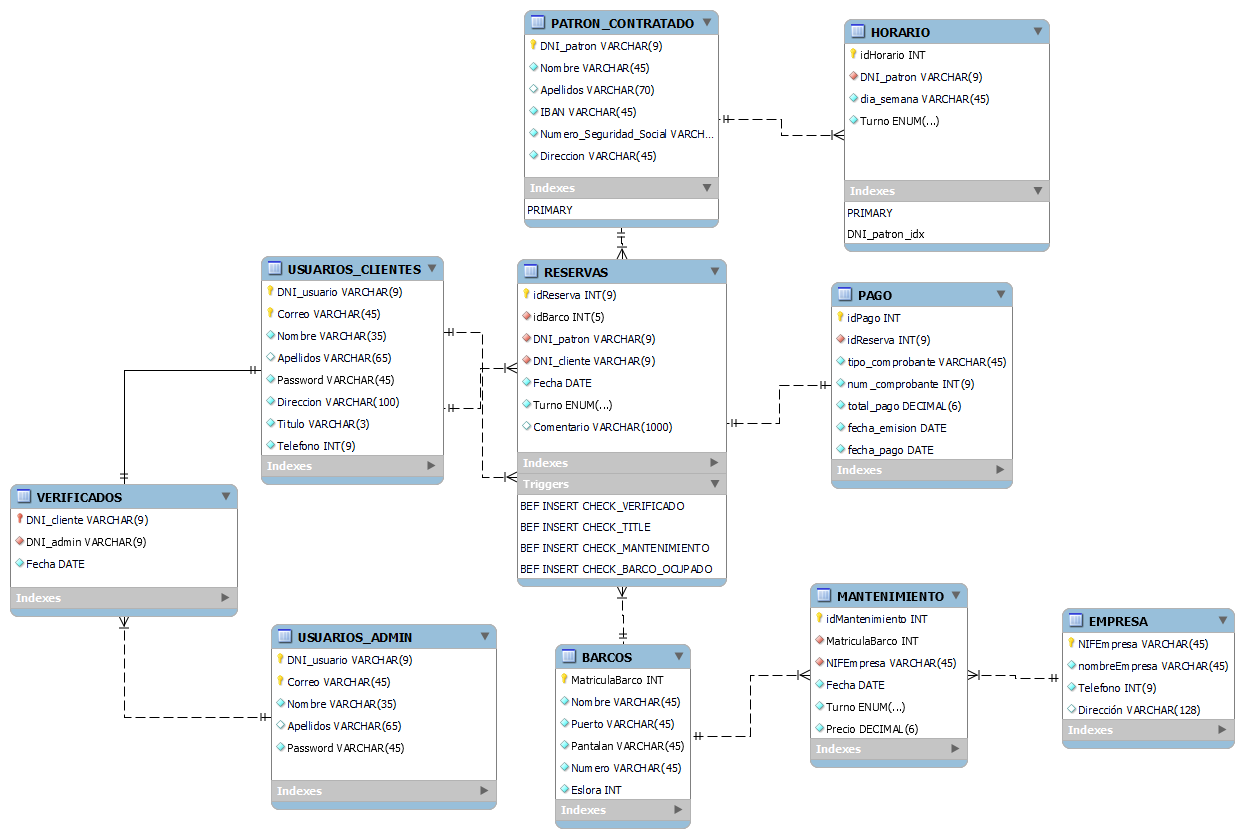 PATRON_CONTRATADO
DNI_patron VARCHAR(9)
Nombre VARCHAR(45)
Apellidos VARCHAR(70)
IBAN VARCHAR(45)
Numero_Seguridad_Social VARCH...
Direccion VARCHAR(45)
Indexes
PRIMARY
HORARIO
idHorario INT
DNI_patron VARCHAR(9)
dia_semana VARCHAR(45)
Turno ENUM(...)
Indexes
PRIMARY
DNI_patron_idx
USUARIOS_CLIENTES
DNI_usuario VARCHAR(9)
Correo VARCHAR(45)
Nombre VARCHAR(35)
Apellidos VARCHAR(65)
Password VARCHAR(45)
Direccion VARCHAR(100)
Titulo VARCHAR(3)
Telefono INT(9)
Indexes
RESERVAS
idReserva INT(9)
idBarco INT(5)
DNI_patron VARCHAR(9)
DNI_cliente VARCHAR(9)
Fecha DATE
Turno ENUM(...)
Comentario VARCHAR(1000)
Indexes
Triggers
BEF INSERT CHECK_VERIFICADO
BEF INSERT CHECK_TITLE
BEF INSERT CHECK_MANTENIMIENTO
BEF INSERT CHECK_BARCO_OCUPADO
PAGO
idPago INT
idReserva INT(9)
tipo_comprobante VARCHAR(45)
num_comprobante INT(9)
total_pago DECIMAL(6)
fecha_emision DATE
fecha_pago DATE
Indexes
VERIFICADOS
DNI_cliente VARCHAR(9)
DNI_admin VARCHAR(9)
Fecha DATE
Indexes
USUARIOS_ADMIN
DNI_usuario VARCHAR(9)
Correo VARCHAR(45)
Nombre VARCHAR(35)
Apellidos VARCHAR(65)
Password VARCHAR(45)
Indexes
BARCOS
MatriculaBarco INT
Nombre VARCHAR(45)
Puerto VARCHAR(45)
Pantalan VARCHAR(45)
Numero VARCHAR(45)
Eslora INT
Indexes
MANTENIMIENTO
idMantenimiento INT
MatriculaBarco INT
NIFEmpresa VARCHAR(45)
Fecha DATE
Turno ENUM(...)
Precio DECIMAL(6)
Indexes
EMPRESA
NIFEmpresa VARCHAR(45)
nombreEmpresa VARCHAR(45)
Telefono INT(9)
Dirección VARCHAR(128)
Indexes